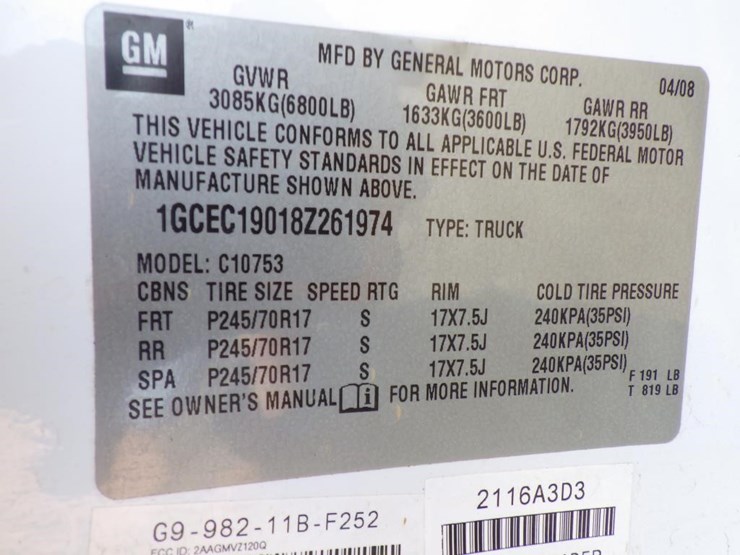 GM
MFD BY GENERAL MOTORS CORP. 04/08
GVWR GAWR FRT GAWR RR
3085KG(6800LB) 1633KG(3600LB) 1792KG(3950LB)
THIS VEHICLE CONFORMS TO ALL APPLICABLE U.S. FEDERAL MOTOR
VEHICLE SAFETY STANDARDS IN EFFECT ON THE DATE OF
MANUFACTURE SHOWN ABOVE.
1GCEC19018Z261974 TYPE: TRUCK
MODEL: C10753
CBNS TIRE SIZE SPEED RTG RIM COLD TIRE PRESSURE
FRT P245/70R17 S 17X7.5J 240KPA(35PSI)
RR P245/70R17 S 17X7.5J 240KPA(35PSI)
SPA P245/70R17 S 17X7.5J 240KPA(35PSI)
F 191 LB
T 819 LB
SEE OWNER'S MANUAL i FOR MORE INFORMATION.
G9-982-11B-F252
FCC ID: 2AAGMVZ120Q
2116A3D3